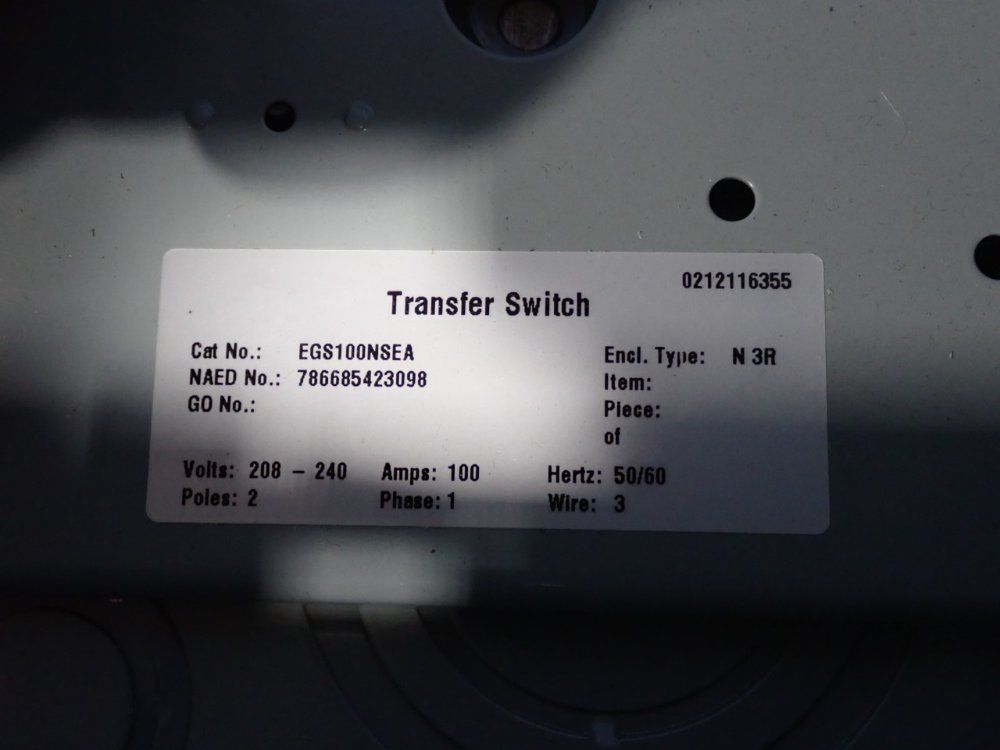 0212116355
Transfer Switch
Cat No.: EGS100NSEA Encl. Type: N 3R
NAED No.: 786685423098 Item:
GO No.: Piece:
of
Volts: 208 - 240 Amps: 100 Hertz: 50/60
Poles: 2 Phase: 1 Wire: 3